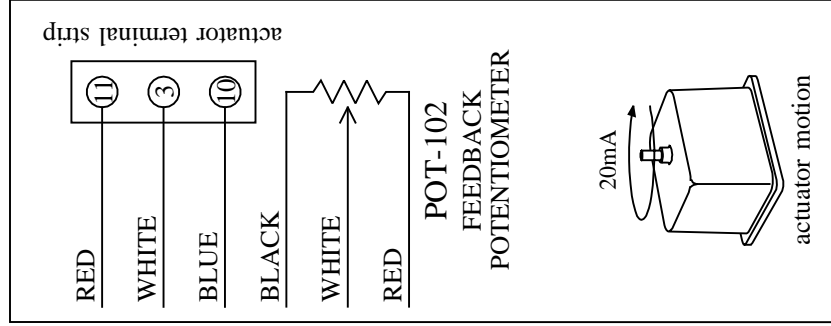 actuator terminal strip
11
3
10
RED
WHITE
BLUE
BLACK
WHITE
RED
POT-102
FEEDBACK
POTENTIOMETER
20mA
actuator motion